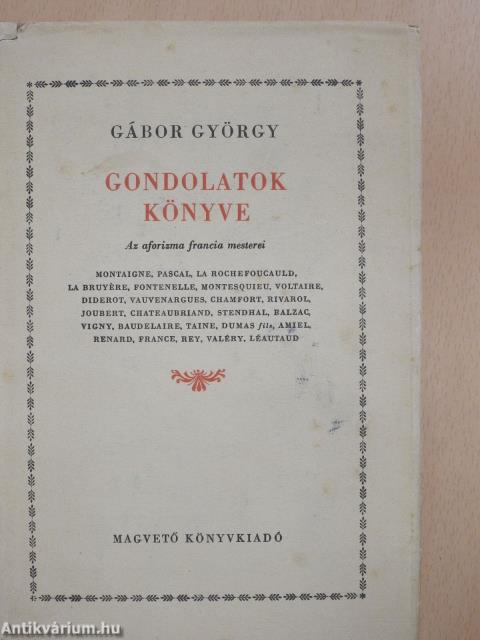 GÁBOR GYÖRGY
GONDOLATOK
KÖNYVE
Az aforizma francia mesterei
MONTAIGNE, PASCAL, LA ROCHEFOUCAULD,
LA BRUYÈRE, FONTENELLE, MONTESQUIEU, VOLTAIRE,
DIDEROT, VAUVENARGUES, CHAMFORT, RIVAROL,
JOUBERT, CHATEAUBRIAND, STENDHAL, BALZAC,
VIGNY, BAUDELAIRE, TAINE, DUMAS fils, AMIEL,
RENARD, FRANCE, REY, VALÉRY, LÉAUTAUD
MAGVETŐ KÖNYVKIADÓ
Antikvárium.hu